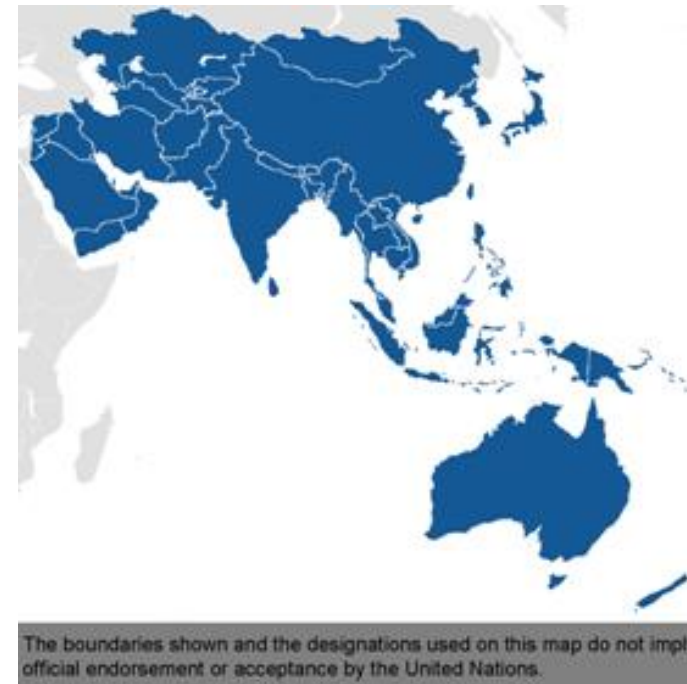 The boundaries shown and the designations used on this map do not impl
official endorsement or acceptance by the United Nations.